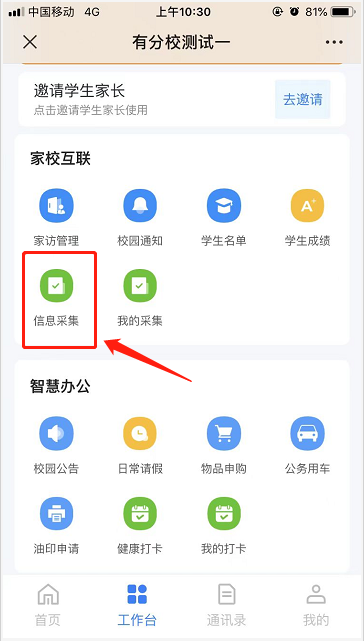 中国移动 4G 上午10:30 81%
有分校测试一
邀请学生家长
点击邀请学生家长使用
去邀请
家校互联
家访管理 校园通知 学生名单 学生成绩
信息采集 我的采集
智慧办公
校园公告 日常请假 物品申购 公务用车
油印申请 健康打卡 我的打卡
首页 工作台 通讯录 我的